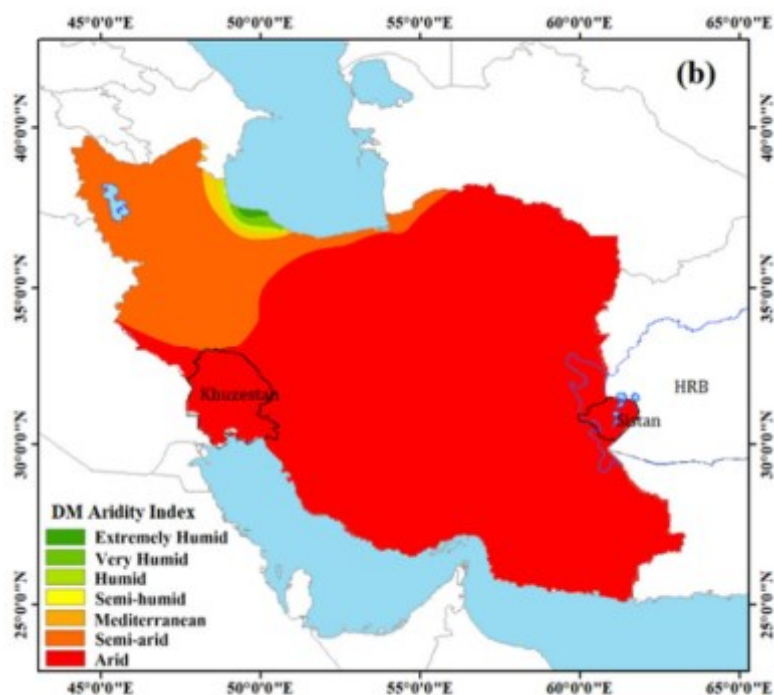 45°0'0"E 50°0'0"E 55°0'0"E 60°0'0"E 65°0'0"E
(b)
40°0'0"N 40°0'0"N
35°0'0"N 35°0'0"N
HRB
Khuzestan
Sistan
30°0'0"N 30°0'0"N
DM Aridity Index
Extremely Humid
Very Humid
Humid
Semi-humid
Mediterranean
Semi-arid
Arid
25°0'0"N 25°0'0"N
45°0'0"E 50°0'0"E 55°0'0"E 60°0'0"E 65°0'0"E